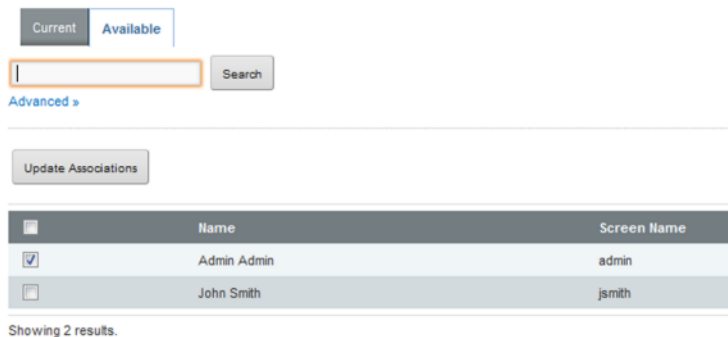 Current Available
Search
Advanced »
Update Associations
Name Screen Name
Admin Admin admin
John Smith jsmith
Showing 2 results.